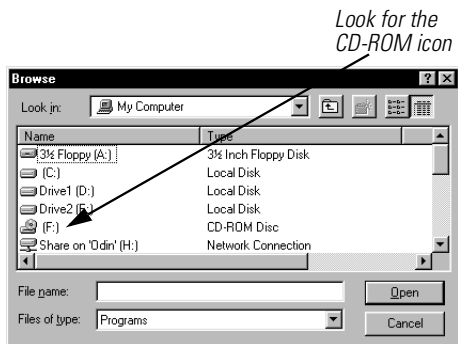 Look for the
CD-ROM icon
Browse
Look in: My Computer
Name Type
3½ Floppy (A:) 3½ Inch Floppy Disk
(C:) Local Disk
Drive1 (D:) Local Disk
Drive2 (E:) Local Disk
(F:) CD-ROM Disc
Share on 'Odin' (H:) Network Connection
File name: Open
Files of type: Programs Cancel